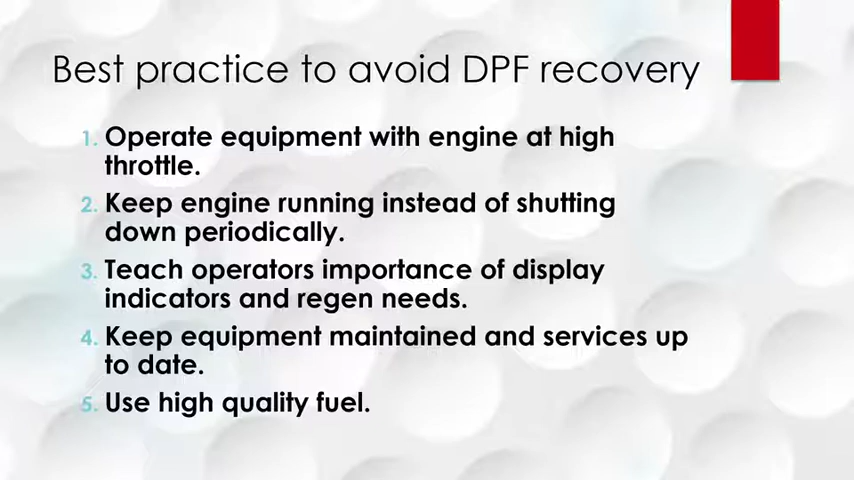 Best practice to avoid DPF recovery
1. Operate equipment with engine at high
throttle.
2. Keep engine running instead of shutting
down periodically.
3. Teach operators importance of display
indicators and regen needs.
4. Keep equipment maintained and services up
to date.
5. Use high quality fuel.